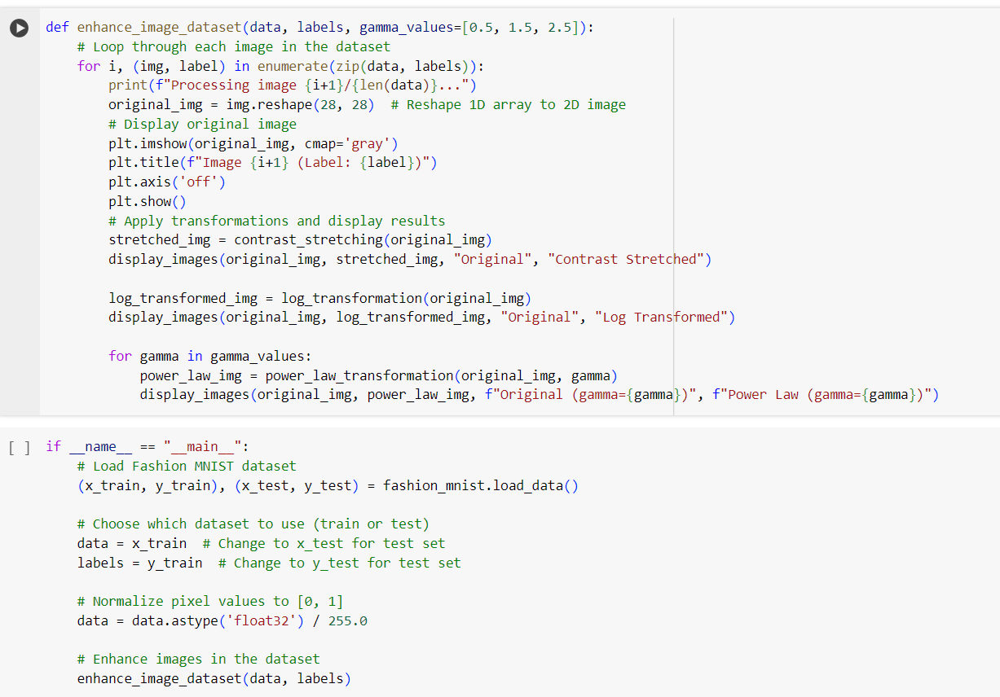 def enhance_image_dataset(data, labels, gamma_values=[0.5, 1.5, 2.5]):
    # Loop through each image in the dataset
    for i, (img, label) in enumerate(zip(data, labels)):
        print(f"Processing image {i+1}/{len(data)}...")
        original_img = img.reshape(28, 28)  # Reshape 1D array to 2D image
        # Display original image
        plt.imshow(original_img, cmap='gray')
        plt.title(f"Image {i+1} (Label: {label})")
        plt.axis('off')
        plt.show()
        # Apply transformations and display results
        stretched_img = contrast_stretching(original_img)
        display_images(original_img, stretched_img, "Original", "Contrast Stretched")

        log_transformed_img = log_transformation(original_img)
        display_images(original_img, log_transformed_img, "Original", "Log Transformed")

        for gamma in gamma_values:
            power_law_img = power_law_transformation(original_img, gamma)
            display_images(original_img, power_law_img, f"Original (gamma={gamma})", f"Power Law (gamma={gamma})")

[ ] if __name__ == "__main__":
    # Load Fashion MNIST dataset
    (x_train, y_train), (x_test, y_test) = fashion_mnist.load_data()

    # Choose which dataset to use (train or test)
    data = x_train  # Change to x_test for test set
    labels = y_train  # Change to y_test for test set

    # Normalize pixel values to [0, 1]
    data = data.astype('float32') / 255.0

    # Enhance images in the dataset
    enhance_image_dataset(data, labels)